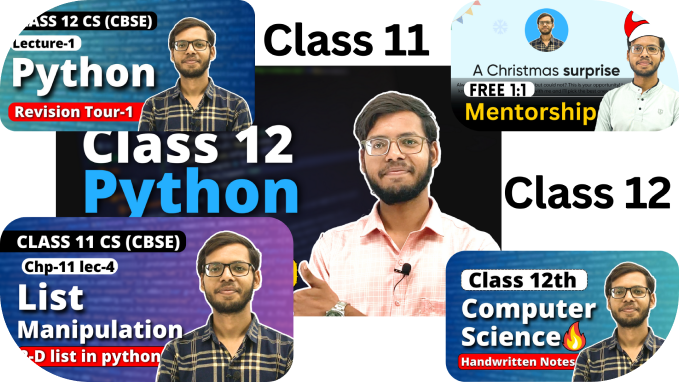 CLASS 12 CS (CBSE)
Lecture-1
Python
Revision Tour-1
Class 11
A Christmas surprise
FREE 1:1
Mentorship
Class 12
Python
Class 12
CLASS 11 CS (CBSE)
Chp-11 lec-4
List
Manipulation
2-D list in python
Class 12th
Computer
Science🔥
Handwritten Notes